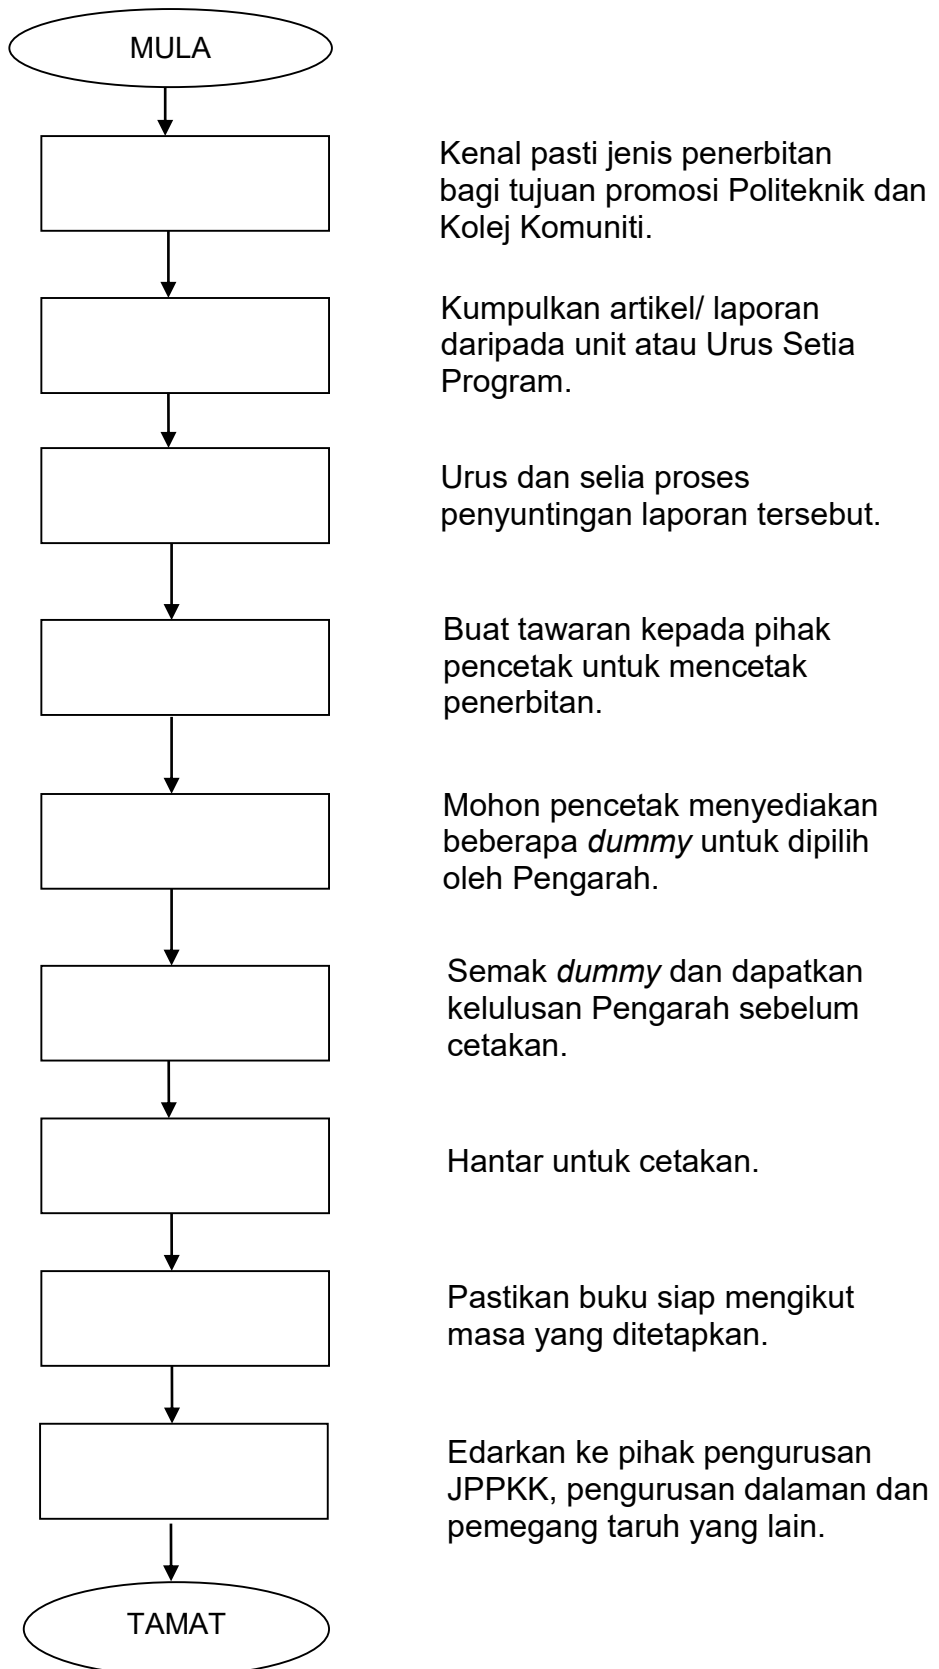 MULA
Kenal pasti jenis penerbitan
bagi tujuan promosi Politeknik dan
Kolej Komuniti.
Kumpulkan artikel/ laporan
daripada unit atau Urus Setia
Program.
Urus dan selia proses
penyuntingan laporan tersebut.
Buat tawaran kepada pihak
pencetak untuk mencetak
penerbitan.
Mohon pencetak menyediakan
beberapa dummy untuk dipilih
oleh Pengarah.
Semak dummy dan dapatkan
kelulusan Pengarah sebelum
cetakan.
Hantar untuk cetakan.
Pastikan buku siap mengikut
masa yang ditetapkan.
Edarkan ke pihak pengurusan
JPPKK, pengurusan dalaman dan
pemegang taruh yang lain.
TAMAT